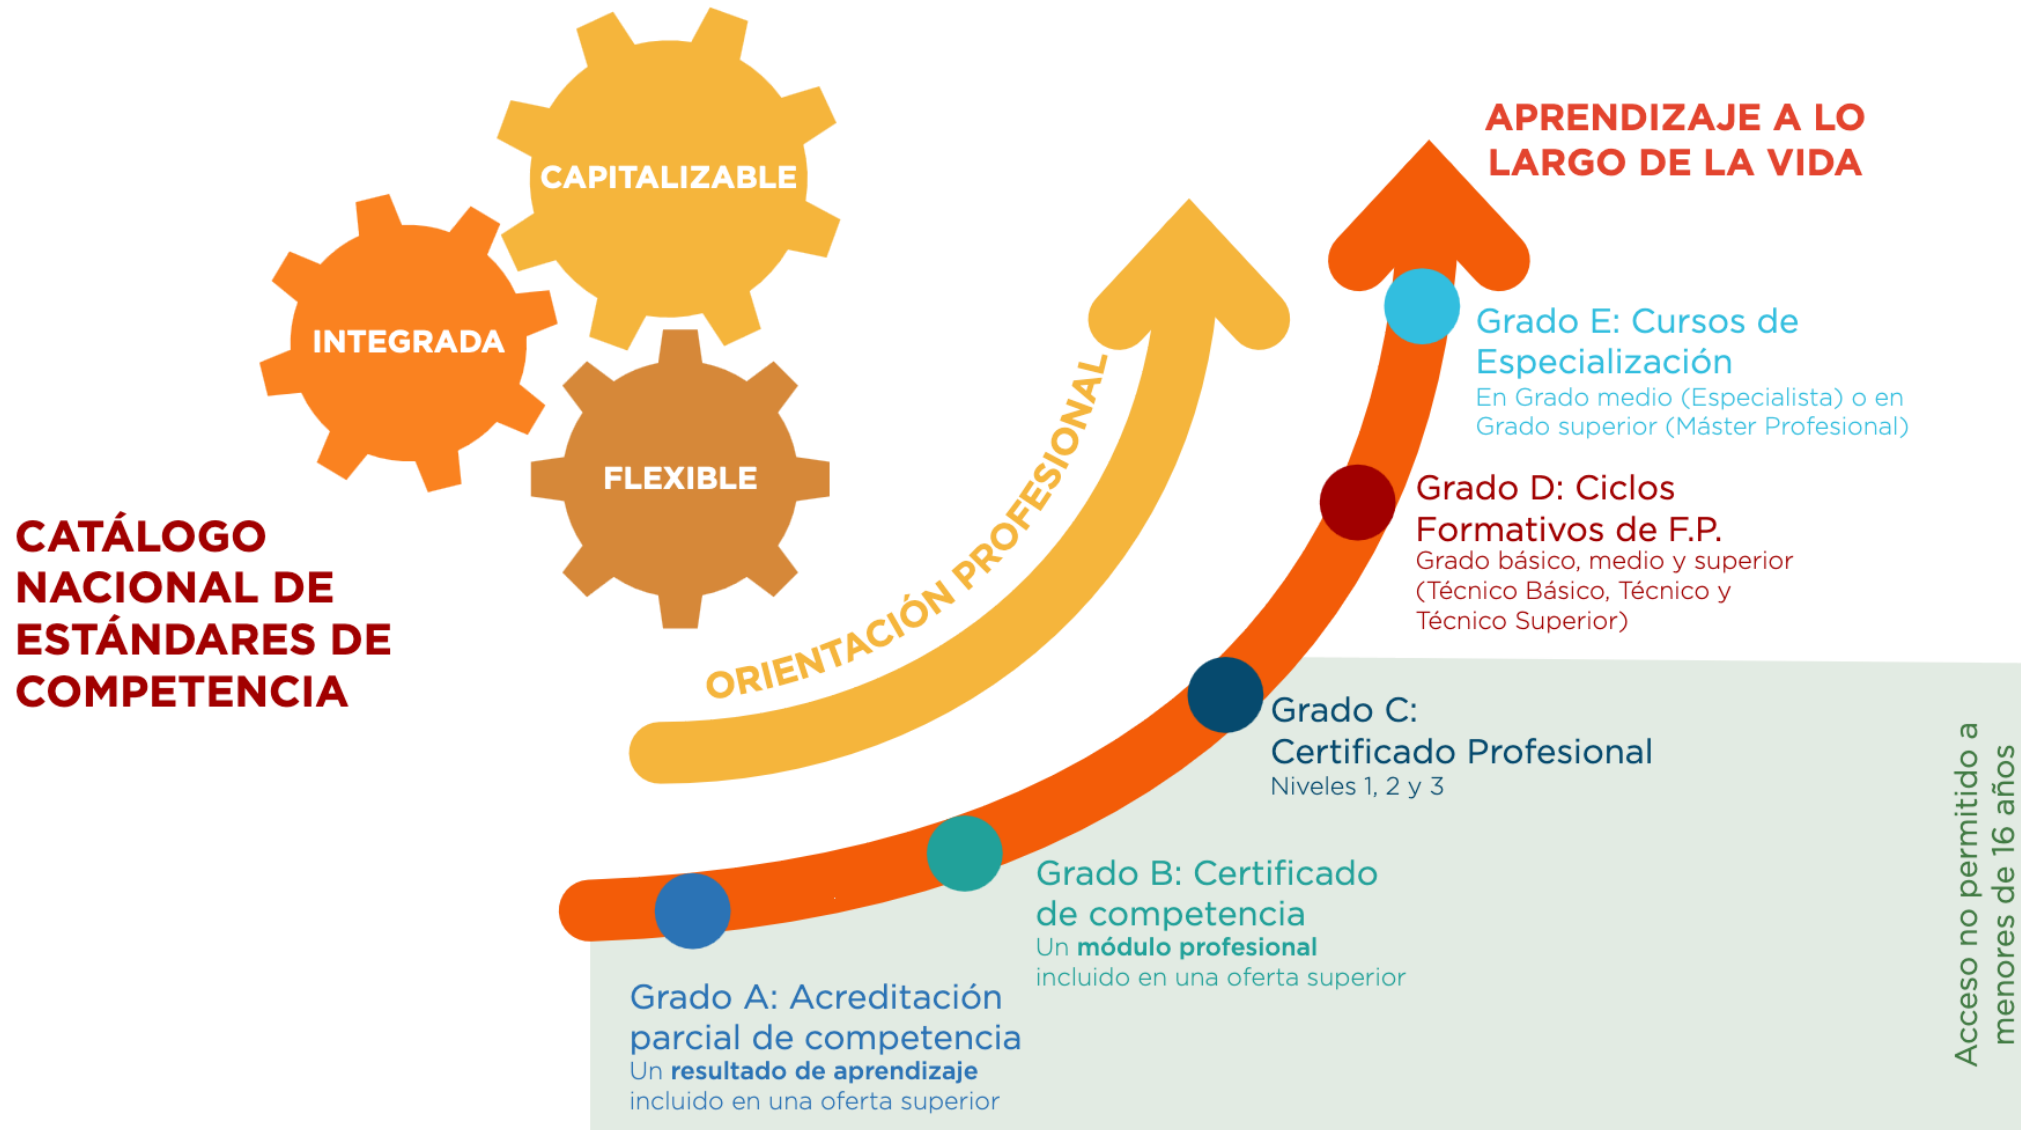 CAPITALIZABLE
INTEGRADA
FLEXIBLE
CATÁLOGO
NACIONAL DE
ESTÁNDARES DE
COMPETENCIA
ORIENTACIÓN PROFESIONAL
APRENDIZAJE A LO
LARGO DE LA VIDA
Grado E: Cursos de
Especialización
En Grado medio (Especialista) o en
Grado superior (Máster Profesional)
Grado D: Ciclos
Formativos de F.P.
Grado básico, medio y superior
(Técnico Básico, Técnico y
Técnico Superior)
Grado C:
Certificado Profesional
Niveles 1, 2 y 3
Grado B: Certificado
de competencia
Un módulo profesional
incluido en una oferta superior
Grado A: Acreditación
parcial de competencia
Un resultado de aprendizaje
incluido en una oferta superior
Acceso no permitido a
menores de 16 años